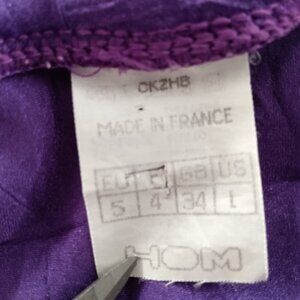 CKZHB
MADE IN FRANCE
EU E GB US
5 4 34 L
HOM